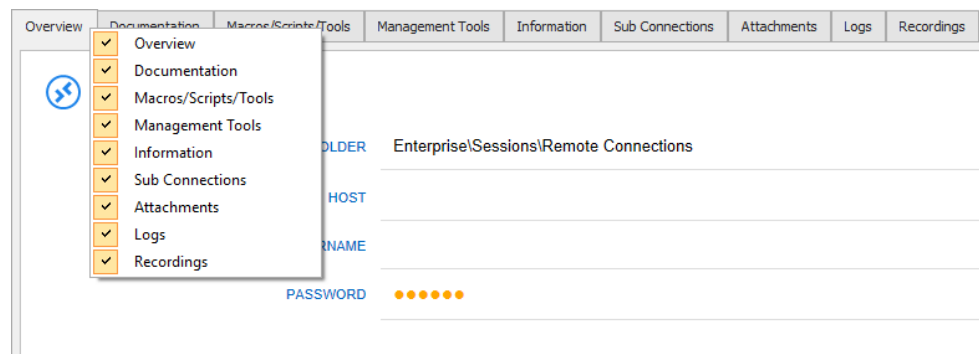 Overview Documentation Macros/Scripts/Tools Management Tools Information Sub Connections Attachments Logs Recordings
Overview
Documentation
Macros/Scripts/Tools
Management Tools
Information
Sub Connections
Attachments
Logs
Recordings
OLDER Enterprise\Sessions\Remote Connections
HOST
RNAME
PASSWORD ●●●●●●